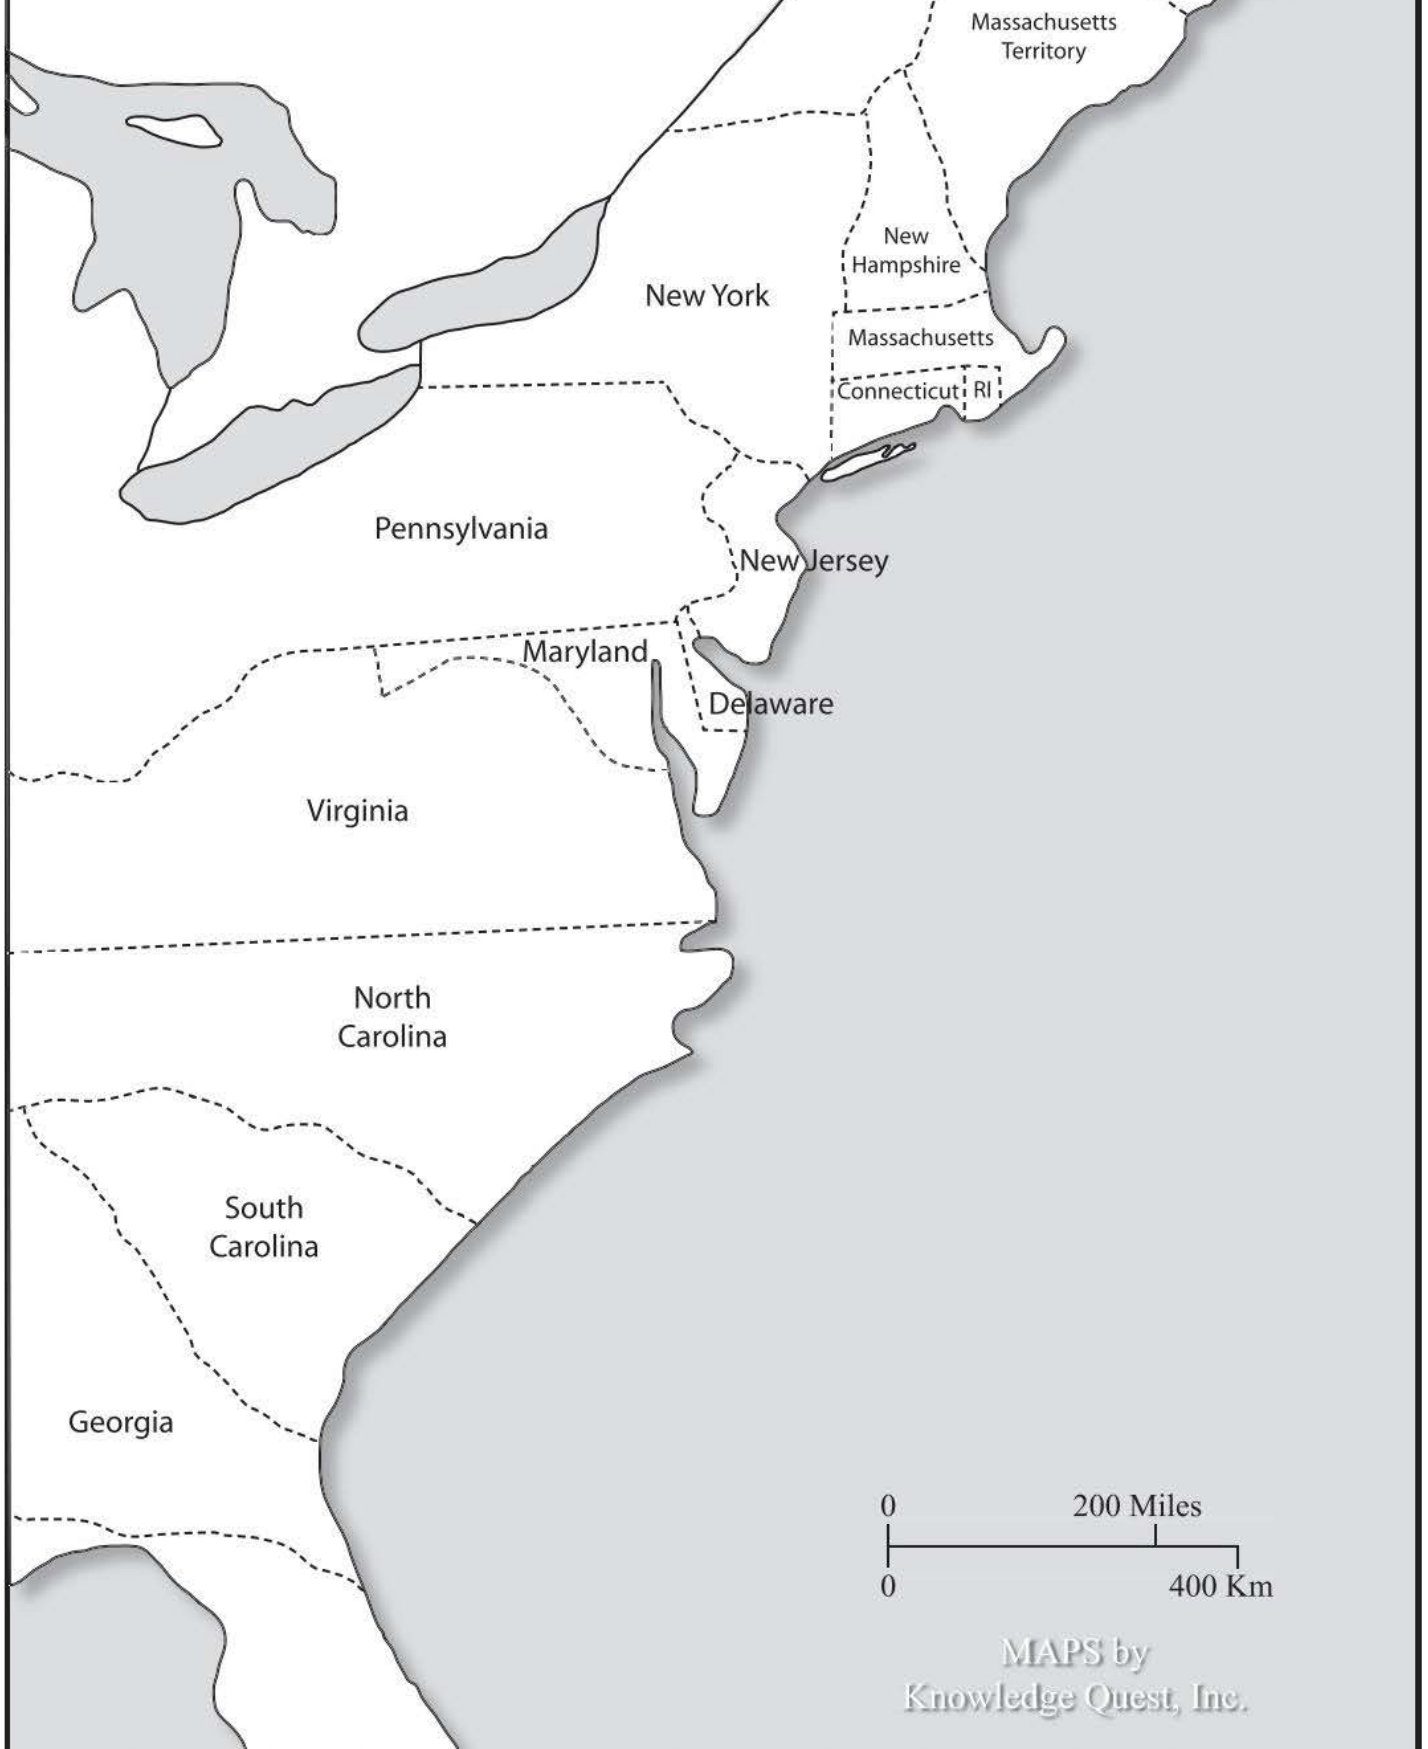 Massachusetts
Territory
New
Hampshire
New York
Massachusetts
Connecticut
RI
Pennsylvania
New Jersey
Maryland
Delaware
Virginia
North
Carolina
South
Carolina
Georgia
0
200 Miles
0
400 Km
MAPS by
Knowledge Quest, Inc.